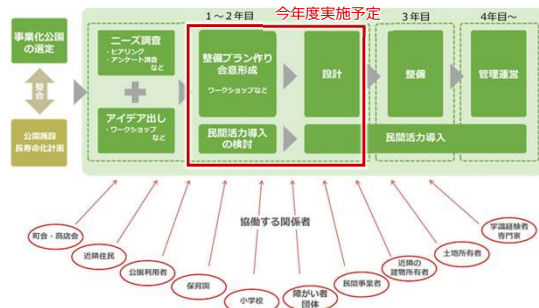 1～2年目
今年度実施予定
3年目
4年目～
事業化公園
の選定
整合
公園施設
長寿命化計画
ニーズ調査
・ヒアリング
・アンケート調査
など
アイデア出し
・ワークショップ
など
整備プラン作り
合意形成
ワークショップなど
設計
整備
管理運営
民間活力導入
の検討
民間活力導入
協働する関係者
町会・商店会
近隣住民
公園利用者
保育園
小学校
障がい者
団体
民間事業者
近隣の
建物所有者
土地所有者
学識経験者
専門家